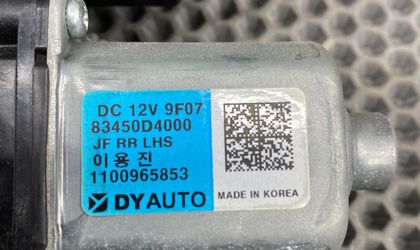 DC 12V 9F07
83450D4000
JF RR LHS
이용진
1100965853
DYAUTO
MADE IN KOREA